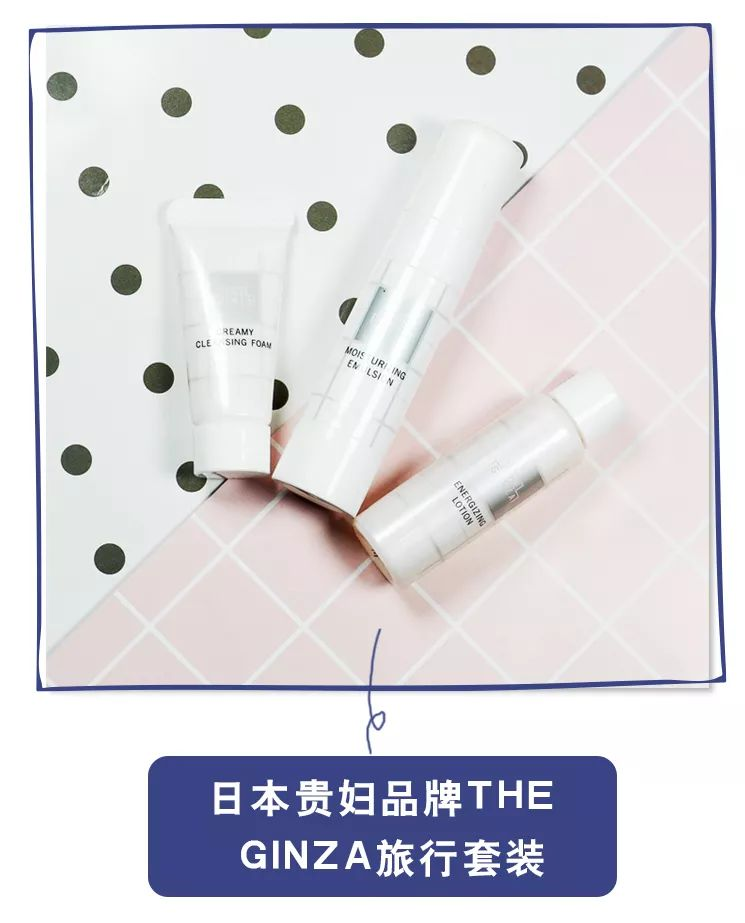 CREAMY
CLEANSING FOAM
MOISTURIZING
EMULSION
ENERGIZING
LOTION
日本贵妇品牌THE
GINZA旅行套装